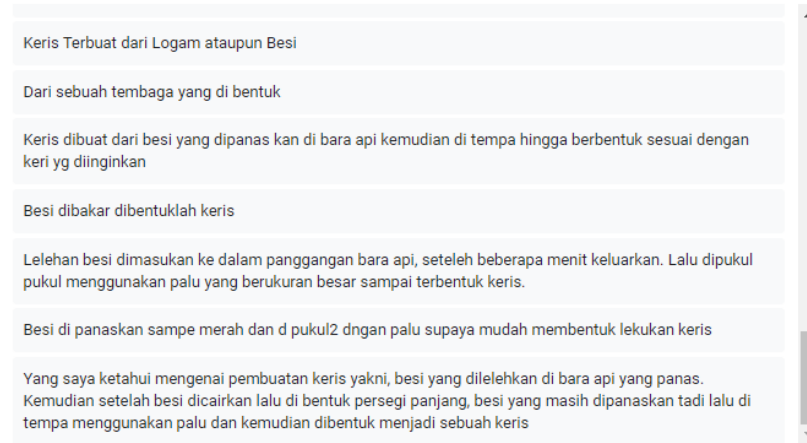 Keris Terbuat dari Logam ataupun Besi
Dari sebuah tembaga yang di bentuk
Keris dibuat dari besi yang dipanas kan di bara api kemudian di tempa hingga berbentuk sesuai dengan
keri yg diinginkan
Besi dibakar dibentuklah keris
Lelehan besi dimasukan ke dalam panggangan bara api, seteleh beberapa menit keluarkan. Lalu dipukul
pukul menggunakan palu yang berukuran besar sampai terbentuk keris.
Besi di panaskan sampe merah dan d pukul2 dngan palu supaya mudah membentuk lekukan keris
Yang saya ketahui mengenai pembuatan keris yakni, besi yang dilelehkan di bara api yang panas.
Kemudian setelah besi dicairkan lalu di bentuk persegi panjang, besi yang masih dipanaskan tadi lalu di
tempa menggunakan palu dan kemudian dibentuk menjadi sebuah keris